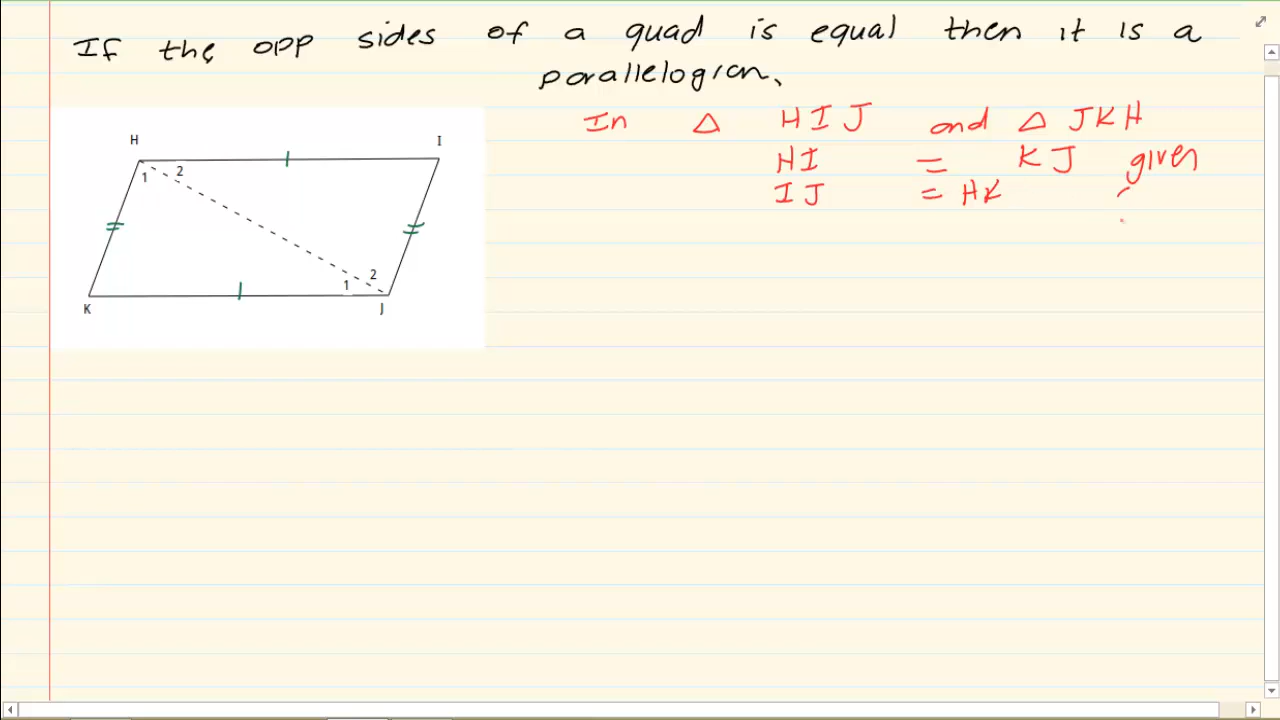 If the opp sides of a quad is equal then it is a
parallelogram.
H I
1 2
2
1
K J
In △ HIJ and △ JKH
HI = KJ given
IJ = HK